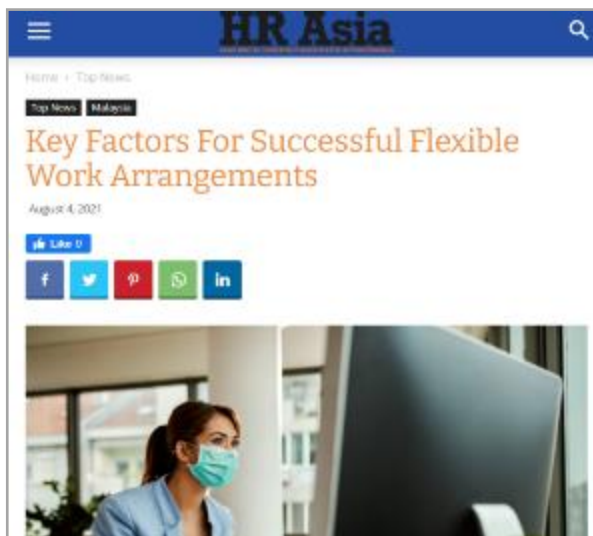 HR Asia
Home › Top News
Top News Malaysia
Key Factors For Successful Flexible
Work Arrangements
August 4, 2021
Like 0